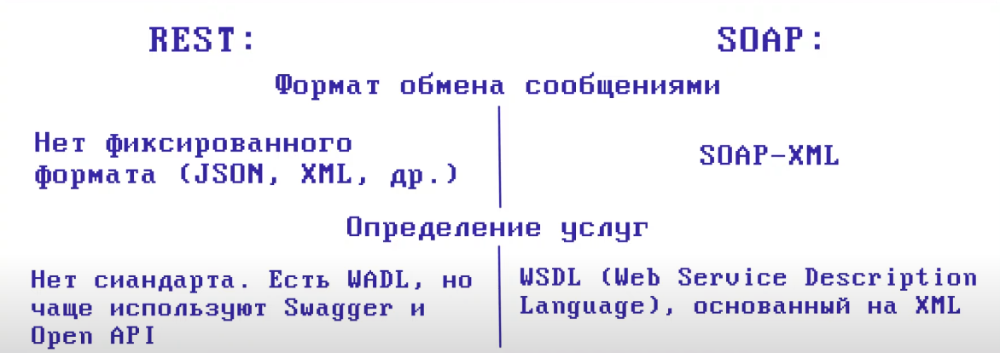 REST:
SOAP:
Формат обмена сообщениями
Нет фиксированного
формата (JSON, XML, др.)
SOAP-XML
Определение услуг
Нет сиандарта. Есть WADL, но
чаще используют Swagger и
Open API
WSDL (Web Service Description
Language), основанный на XML